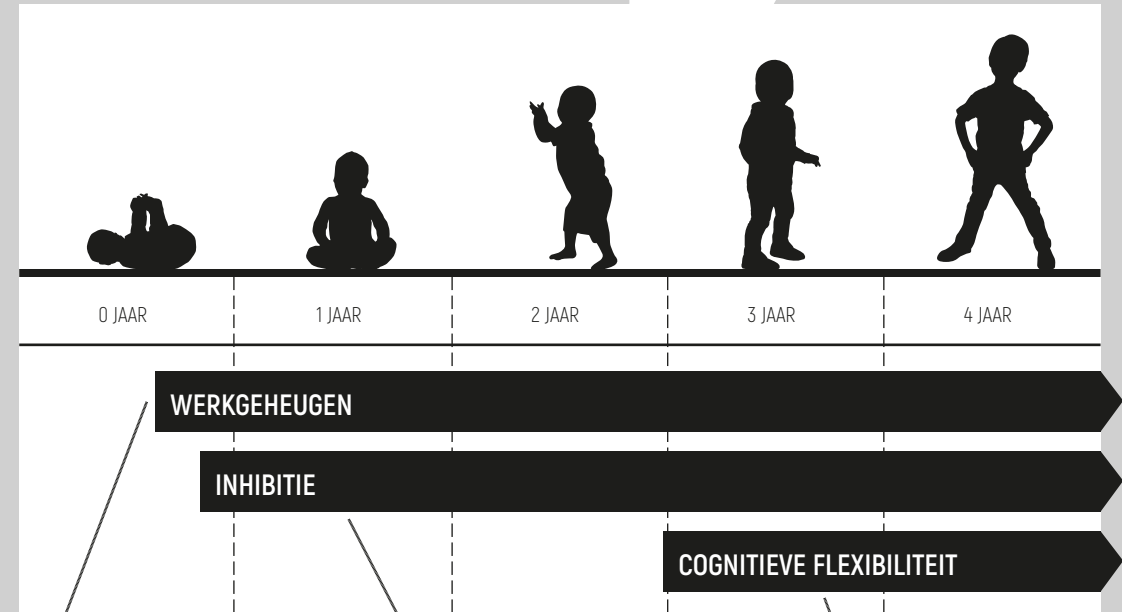 0 JAAR
1 JAAR
2 JAAR
3 JAAR
4 JAAR
WERKGEHEUGEN
INHIBITIE
COGNITIEVE FLEXIBILITEIT